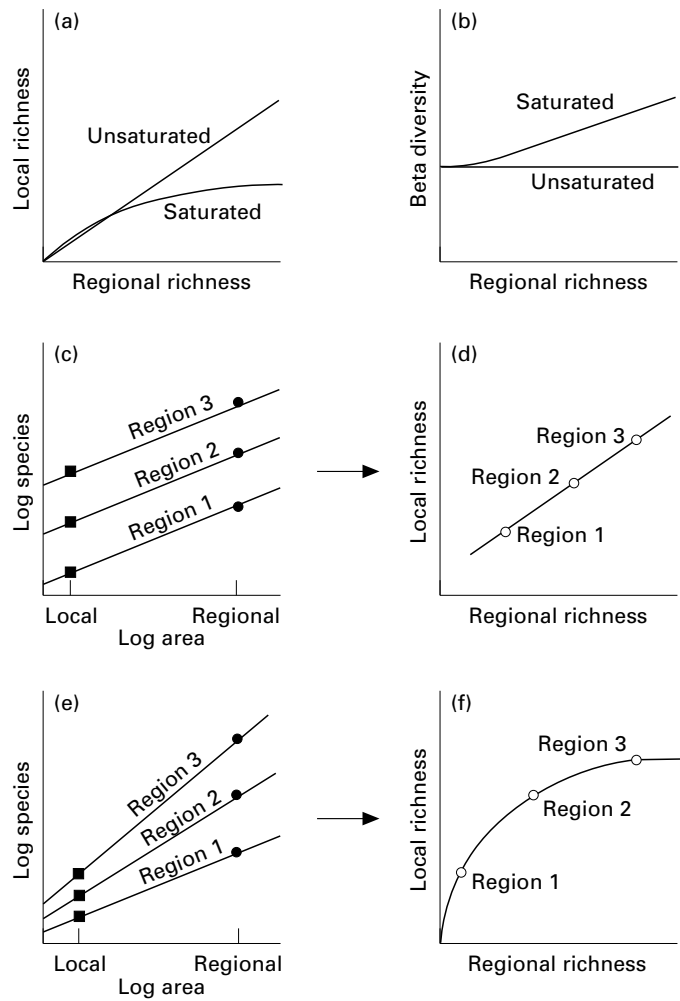 (a)
Local richness
Unsaturated
Saturated
Regional richness
(b)
Beta diversity
Saturated
Unsaturated
Regional richness
(c)
Log species
Region 3
Region 2
Region 1
Local
Regional
Log area
(d)
Local richness
Region 3
Region 2
Region 1
Regional richness
(e)
Log species
Region 3
Region 2
Region 1
Local
Regional
Log area
(f)
Local richness
Region 3
Region 2
Region 1
Regional richness